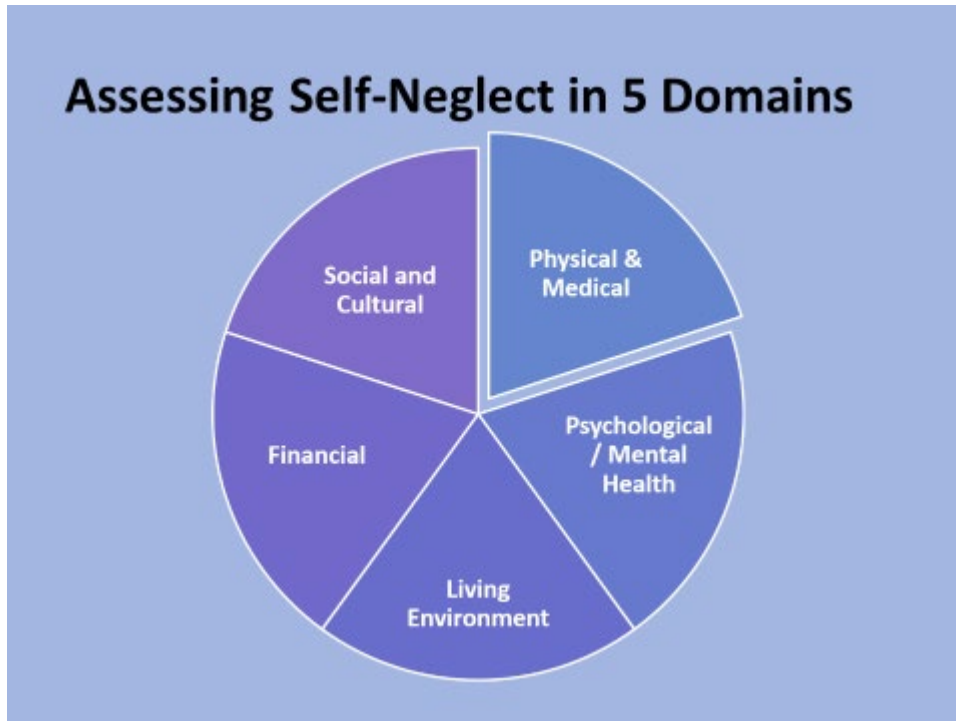 Assessing Self-Neglect in 5 Domains
Physical &
Medical
Psychological
/ Mental
Health
Living
Environment
Financial
Social and
Cultural